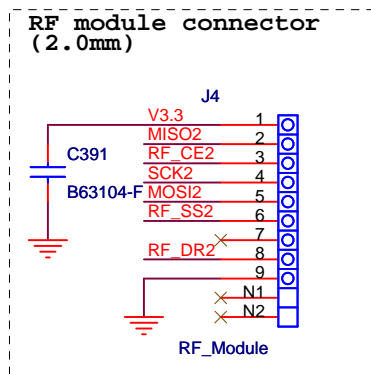 RF module connector
(2.0mm)
J4
V3.3 1
MISO2 2
RF_CE2 3
SCK2 4
MOSI2 5
RF_SS2 6
7
RF_DR2 8
9
N1
N2
C391
B63104-F
RF_Module